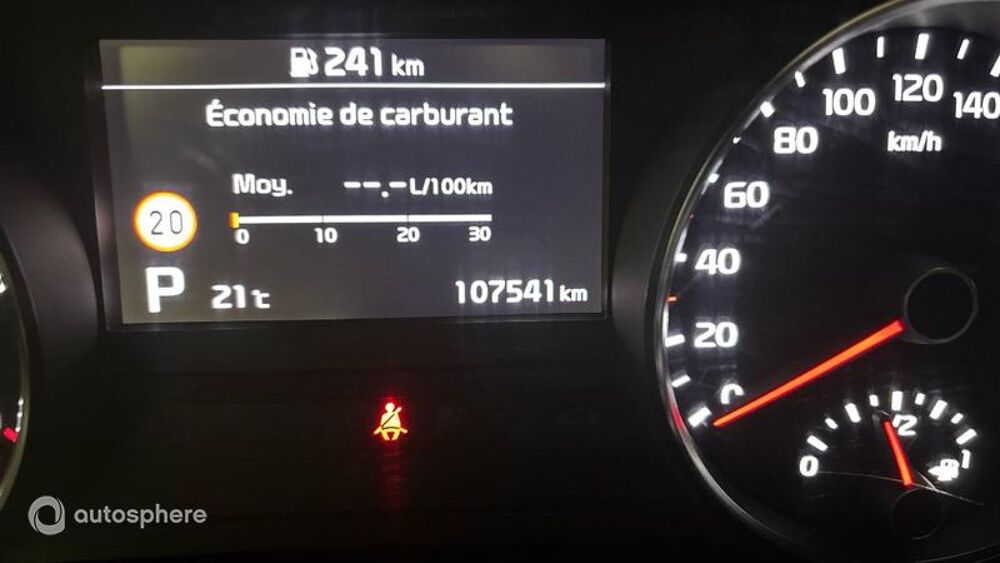 241 km
Économie de carburant
Moy. --.- L/100km
0 10 20 30
20
P 21℃ 107541 km
0 20 40 60 80 100 120 140
km/h
0 1
autosphere